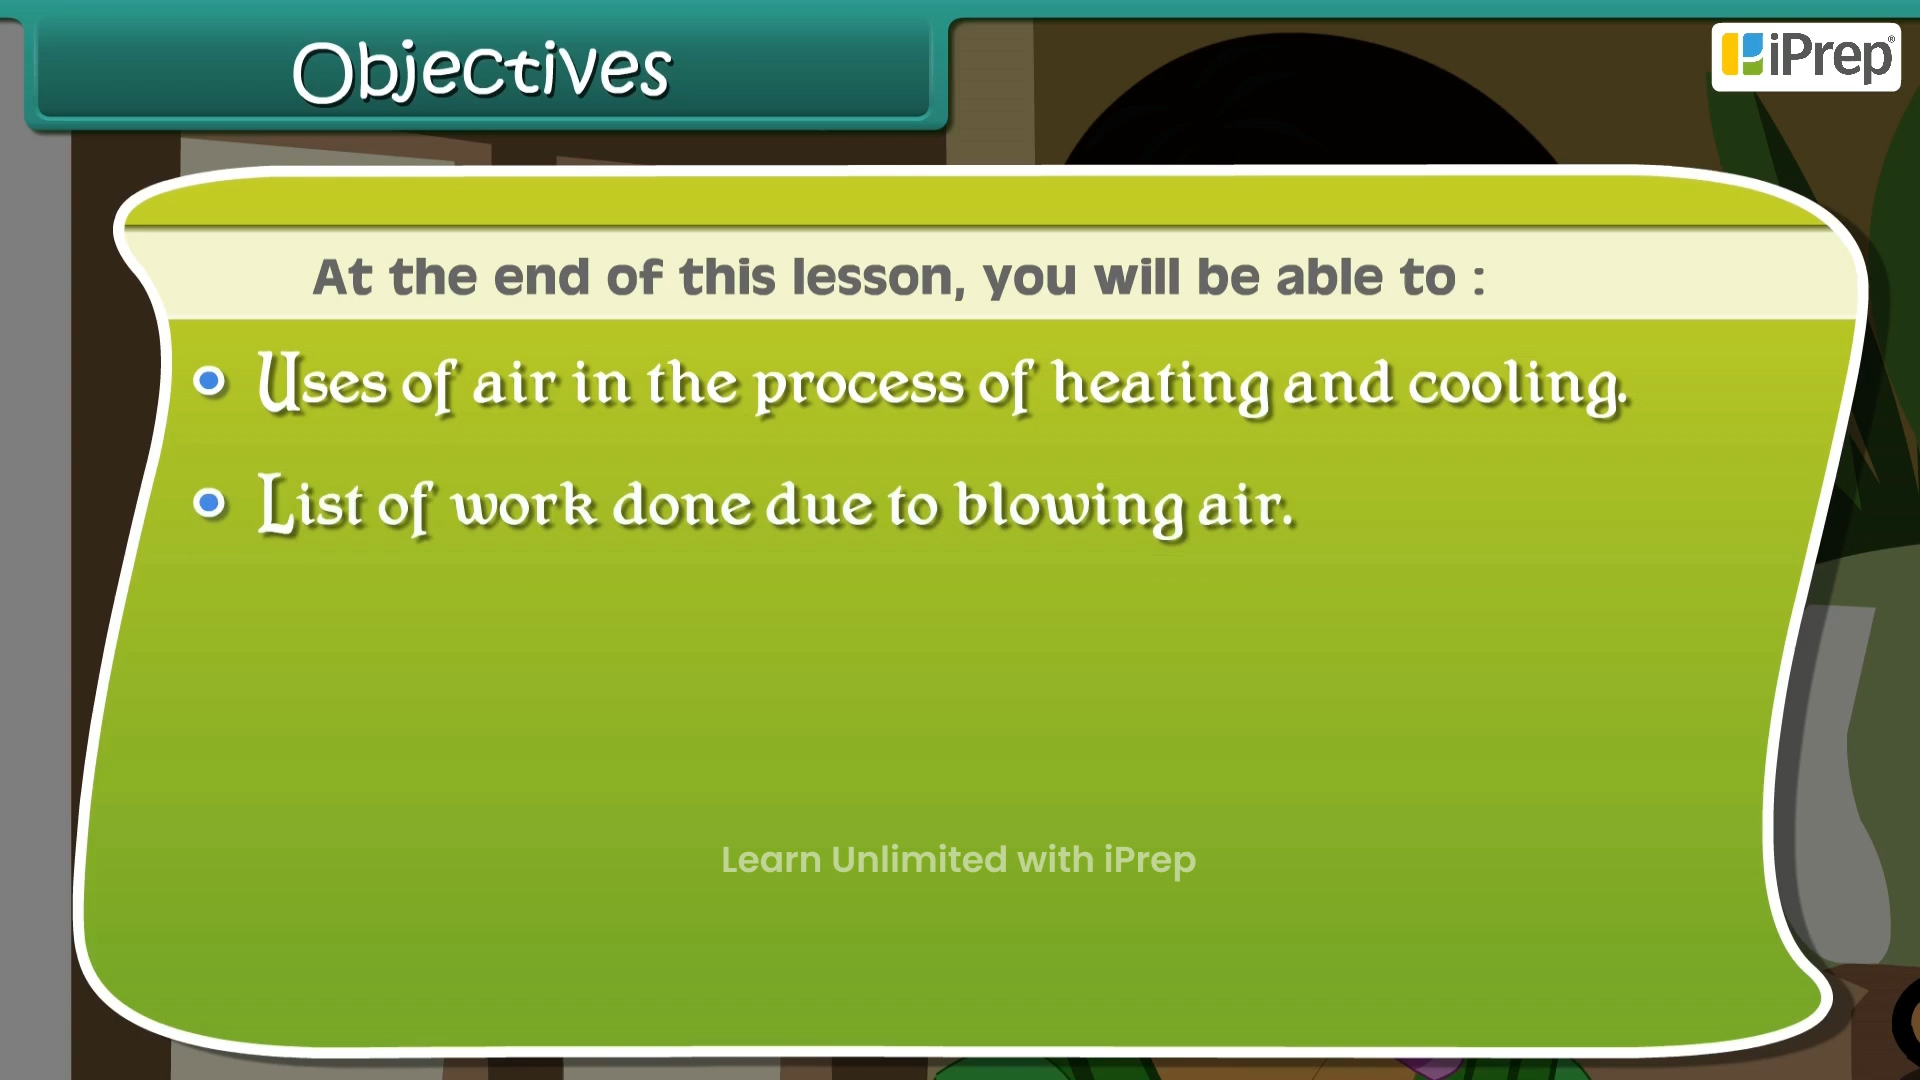 Objectives
iPrep®
At the end of this lesson, you will be able to :
Uses of air in the process of heating and cooling.
List of work done due to blowing air.
Learn Unlimited with iPrep